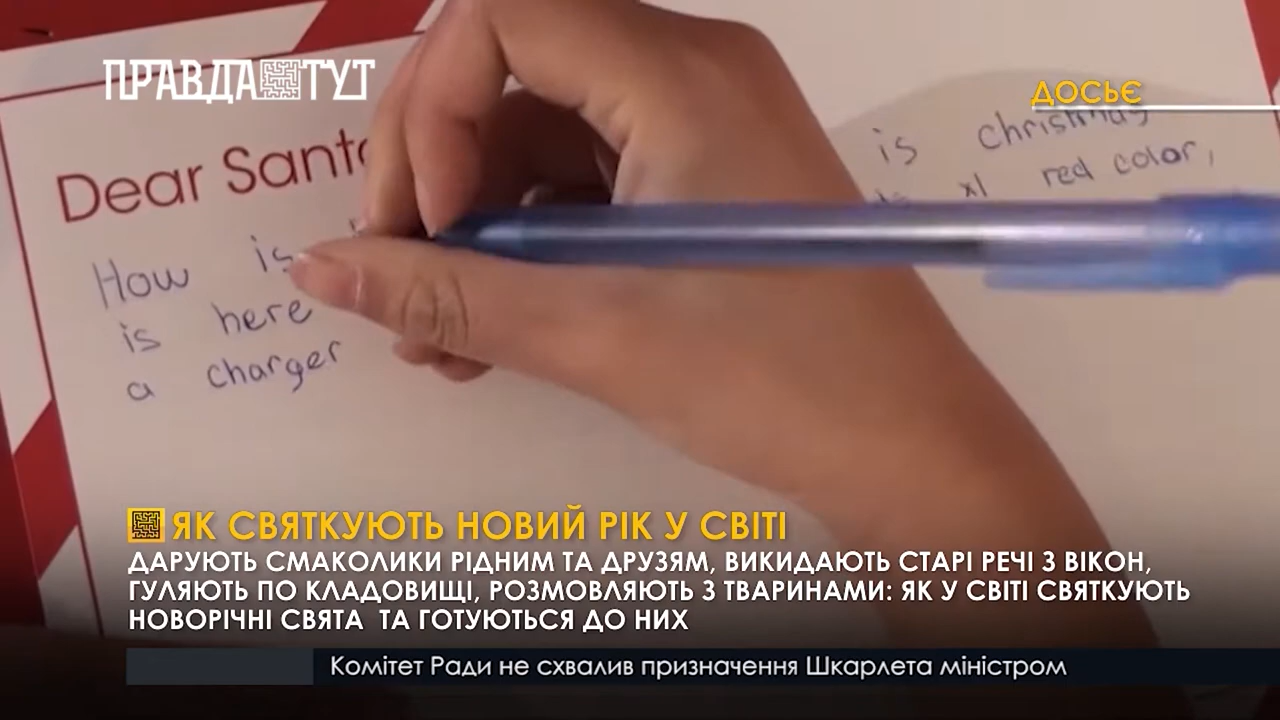 ПРАВДА ТУТ
ДОСЬЄ
Dear Santa
is christmas
xl red color,
How is
is here
a charger
ЯК СВЯТКУЮТЬ НОВИЙ РІК У СВІТІ
ДАРУЮТЬ СМАКОЛИКИ РІДНИМ ТА ДРУЗЯМ, ВИКИДАЮТЬ СТАРІ РЕЧІ З ВІКОН,
ГУЛЯЮТЬ ПО КЛАДОВИЩІ, РОЗМОВЛЯЮТЬ З ТВАРИНАМИ: ЯК У СВІТІ СВЯТКУЮТЬ
НОВОРІЧНІ СВЯТА ТА ГОТУЮТЬСЯ ДО НИХ
Комітет Ради не схвалив призначення Шкарлета міністром